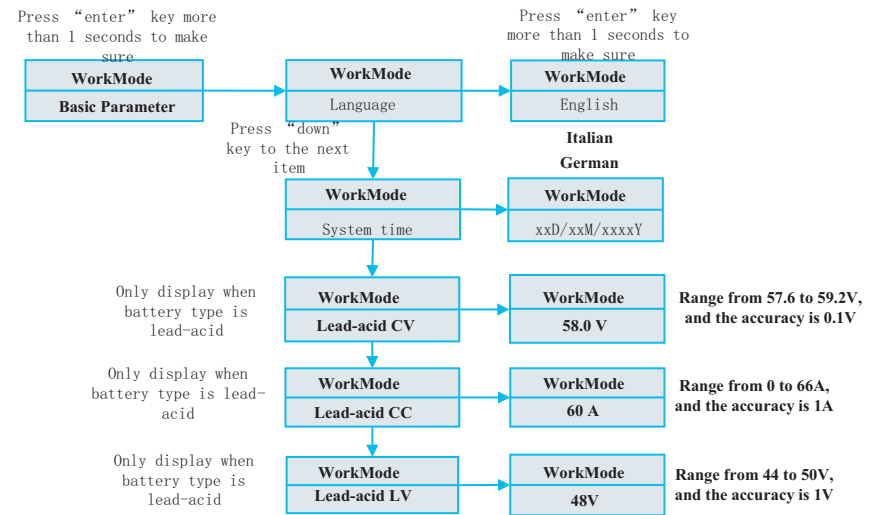 Press “enter” key more
than 1 seconds to make
sure
Press “enter” key
more than 1 seconds to
make sure
WorkMode
Basic Parameter
WorkMode
Language
WorkMode
English
Press “down”
key to the next
item
Italian
German
WorkMode
System time
WorkMode
xxD/xxM/xxxxY
Only display when
battery type is
lead-acid
WorkMode
Lead-acid CV
WorkMode
58.0 V
Range from 57.6 to 59.2V,
and the accuracy is 0.1V
Only display when
battery type is lead-
acid
WorkMode
Lead-acid CC
WorkMode
60 A
Range from 0 to 66A,
and the accuracy is 1A
Only display when
battery type is
lead-acid
WorkMode
Lead-acid LV
WorkMode
48V
Range from 44 to 50V,
and the accuracy is 1V